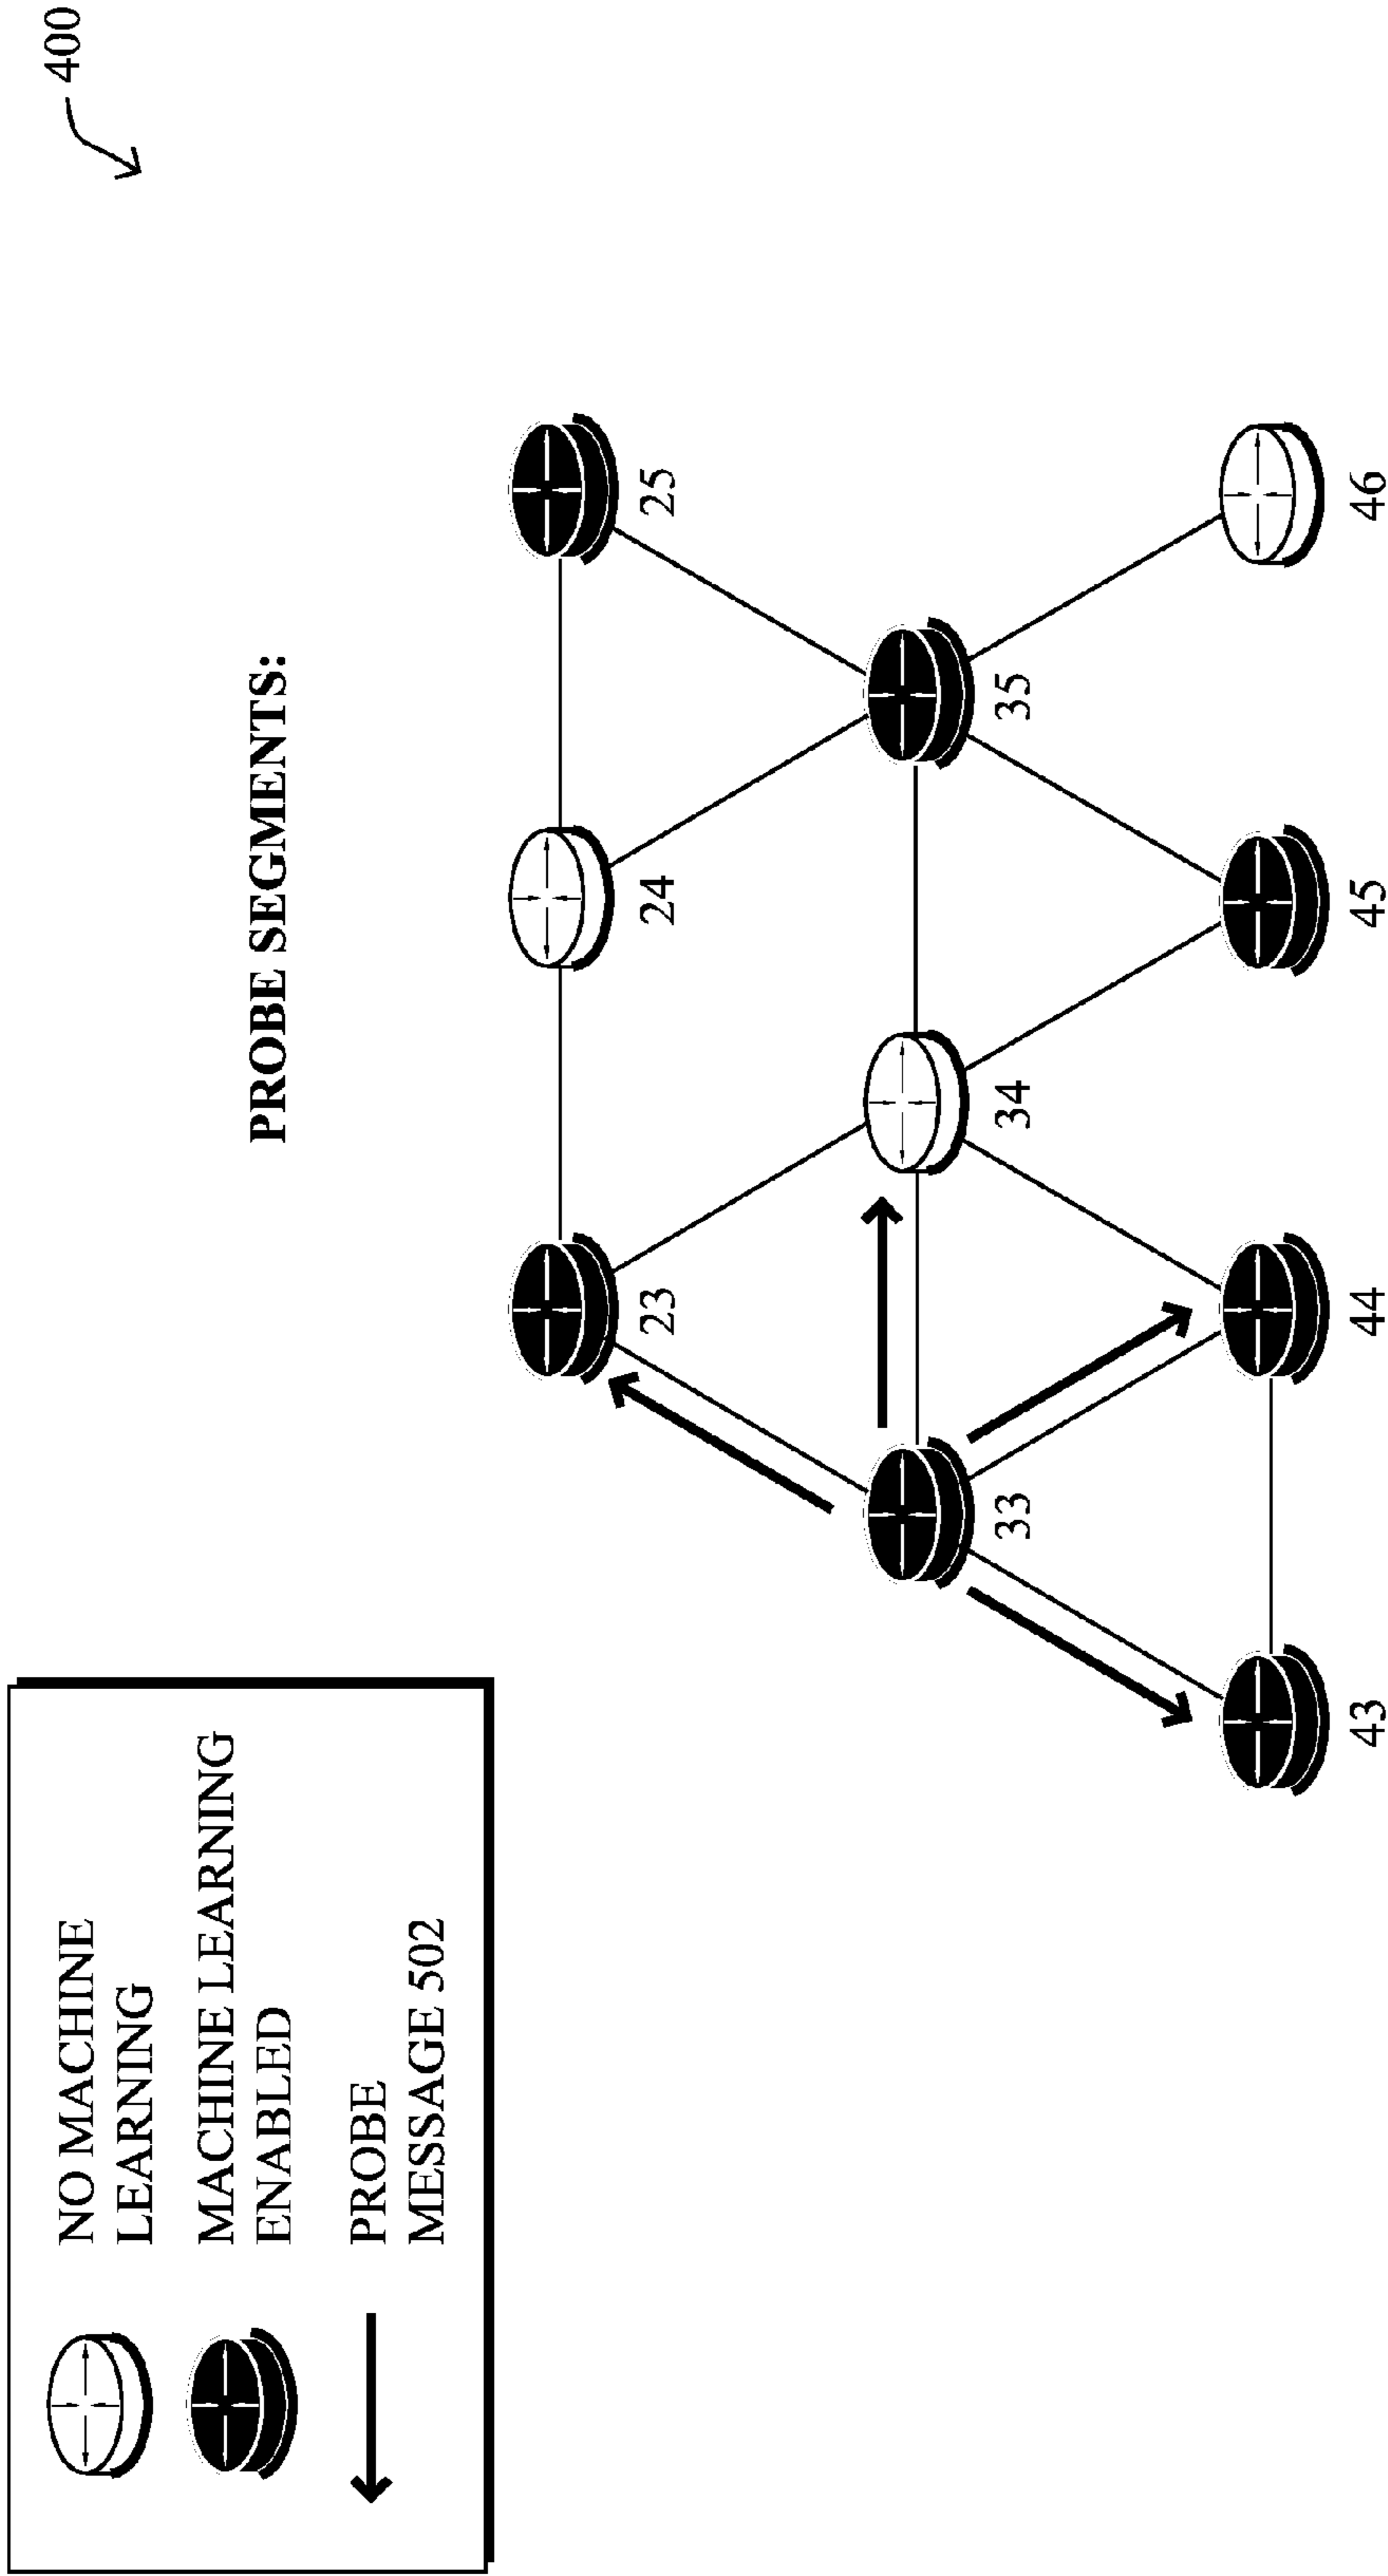 400
NO MACHINE
LEARNING
MACHINE LEARNING
ENABLED
PROBE
MESSAGE 502
PROBE SEGMENTS:
23
24
25
33
34
35
43
44
45
46